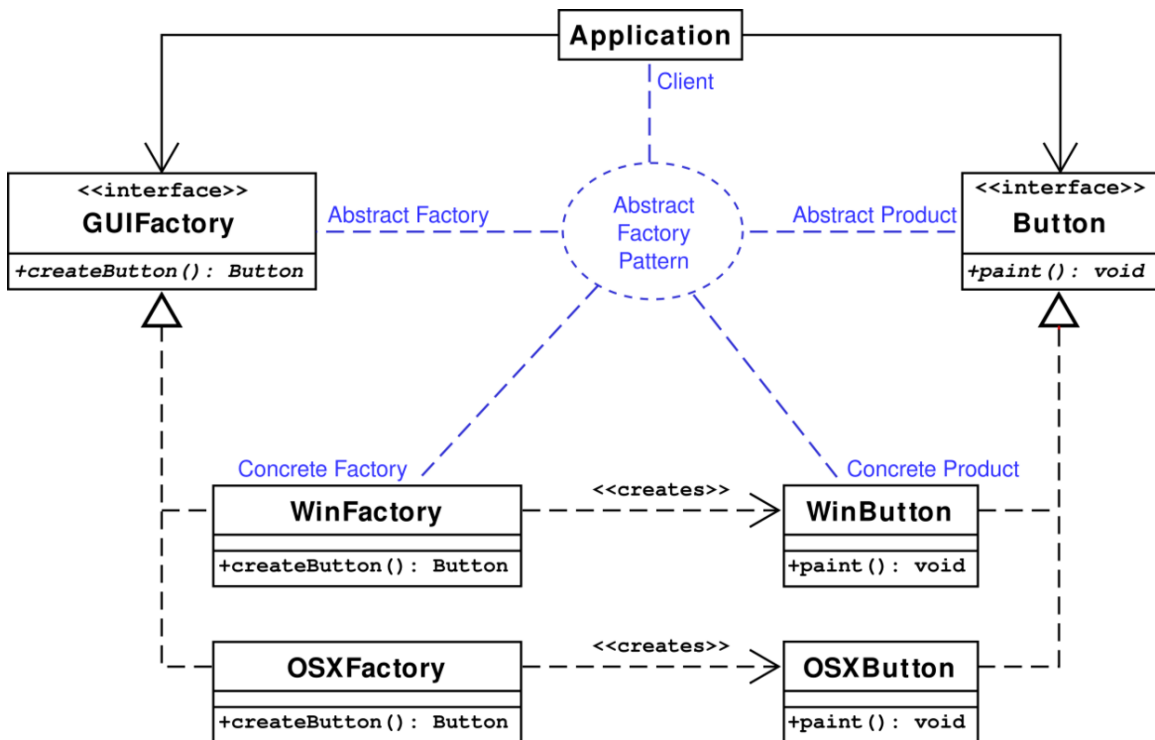 Application
Client
<<interface>>
GUIFactory
+createButton(): Button
Abstract Factory
Abstract
Factory
Pattern
Abstract Product
<<interface>>
Button
+paint(): void
Concrete Factory
WinFactory
+createButton(): Button
<<creates>>
Concrete Product
WinButton
+paint(): void
OSXFactory
+createButton(): Button
<<creates>>
OSXButton
+paint(): void